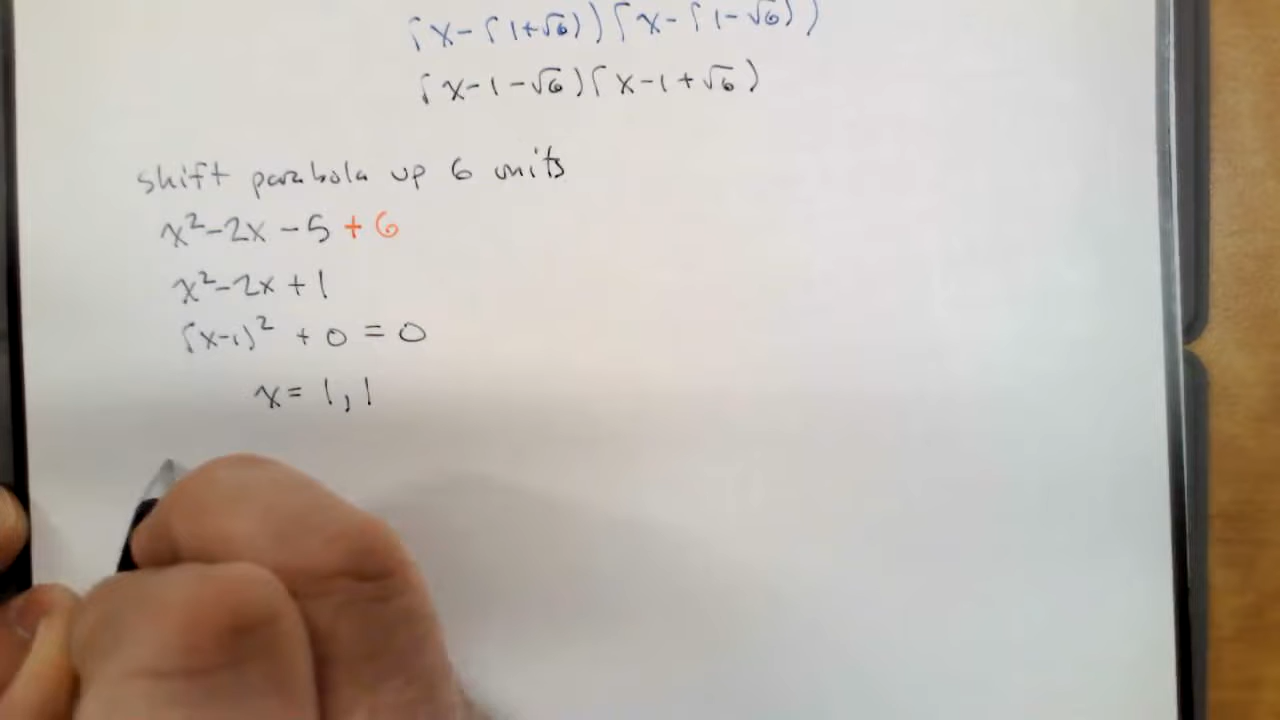 (x-(1+√6))(x-(1-√6))
(x-1-√6)(x-1+√6)
shift parabola up 6 units
x²-2x-5+6
x²-2x+1
(x-1)²+0=0
x=1,1